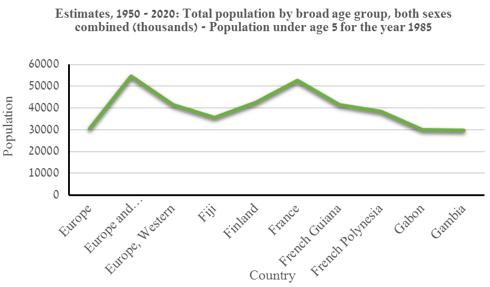 Estimates, 1950 - 2020: Total population by broad age group, both sexes
combined (thousands) - Population under age 5 for the year 1985
Population
60000
50000
40000
30000
20000
10000
0
Europe
Europe and...
Europe, Western
Fiji
Finland
France
French Guiana
French Polynesia
Gabon
Gambia
Country